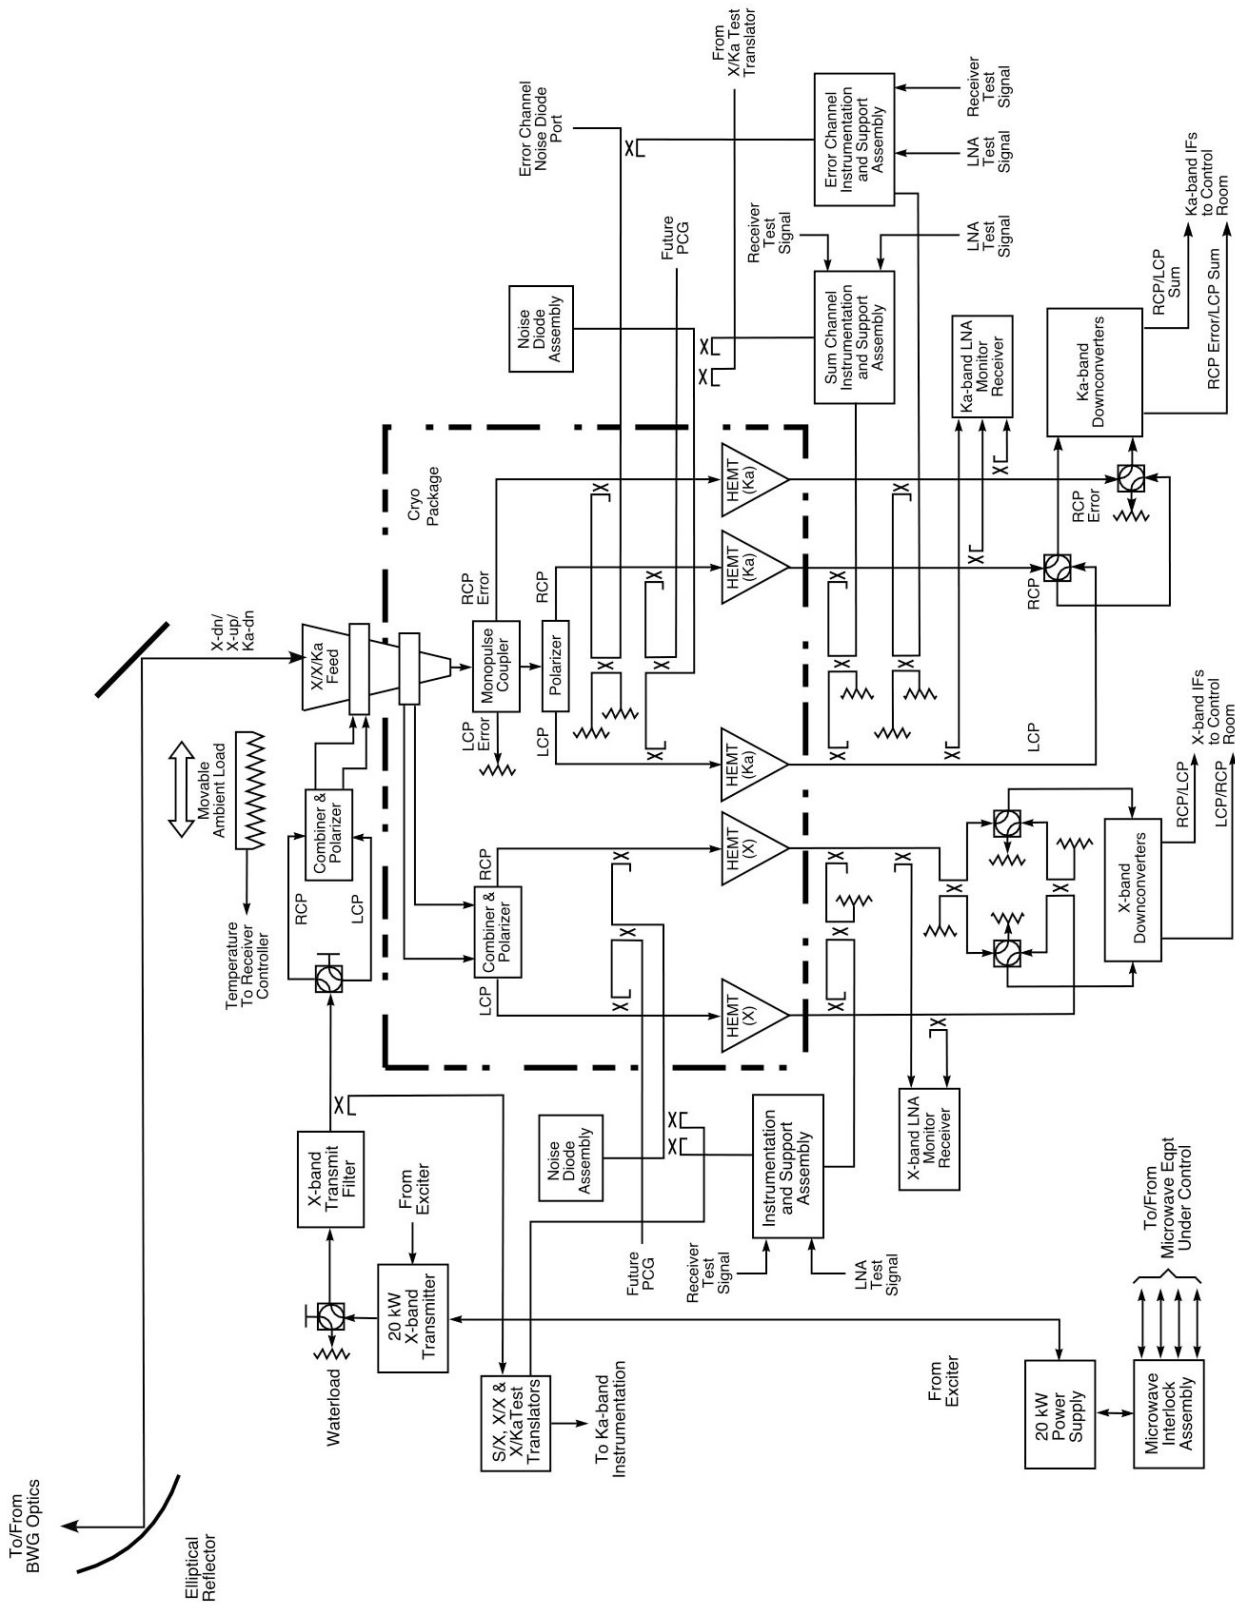 To/From
BWG Optics
Elliptical
Reflector
X-dn/
X-up/
Ka-dn
Movable
Ambient Load
Temperature
To Receiver
Controller
X/X/Ka
Feed
Combiner &
Polarizer
RCP
LCP
X-band
Transmit
Filter
Waterload
From
Exciter
20 kW
X-band
Transmitter
S/X, X/X &
X/KaTest
Translators
To Ka-band
Instrumentation
Cryo
Package
Monopulse
Coupler
RCP
Error
LCP
Error
Polarizer
RCP
LCP
Combiner &
Polarizer
RCP
LCP
HEMT
(X)
HEMT
(X)
HEMT
(Ka)
HEMT
(Ka)
HEMT
(Ka)
Noise
Diode
Assembly
Future
PCG
Receiver
Test
Signal
LNA
Test
Signal
Instrumentation
and Support
Assembly
X-band LNA
Monitor
Receiver
Noise
Diode
Assembly
Error Channel
Noise Diode
Port
Future
PCG
From
X/Ka Test
Translator
Receiver
Test
Signal
LNA
Test
Signal
Sum Channel
Instrumentation
and Support
Assembly
Error Channel
Instrumentation
and Support
Assembly
LNA
Test
Signal
Receiver
Test
Signal
Ka-band LNA
Monitor
Receiver
RCP
LCP
RCP
Error
Ka-band
Downconverters
RCP/LCP
Sum
RCP Error/LCP Sum
Ka-band IFs
to Control
Room
X-band
Downconverters
RCP/LCP
LCP/RCP
X-band IFs
to Control
Room
From
Exciter
20 kW
Power
Supply
Microwave
Interlock
Assembly
To/From
Microwave Eqpt
Under Control